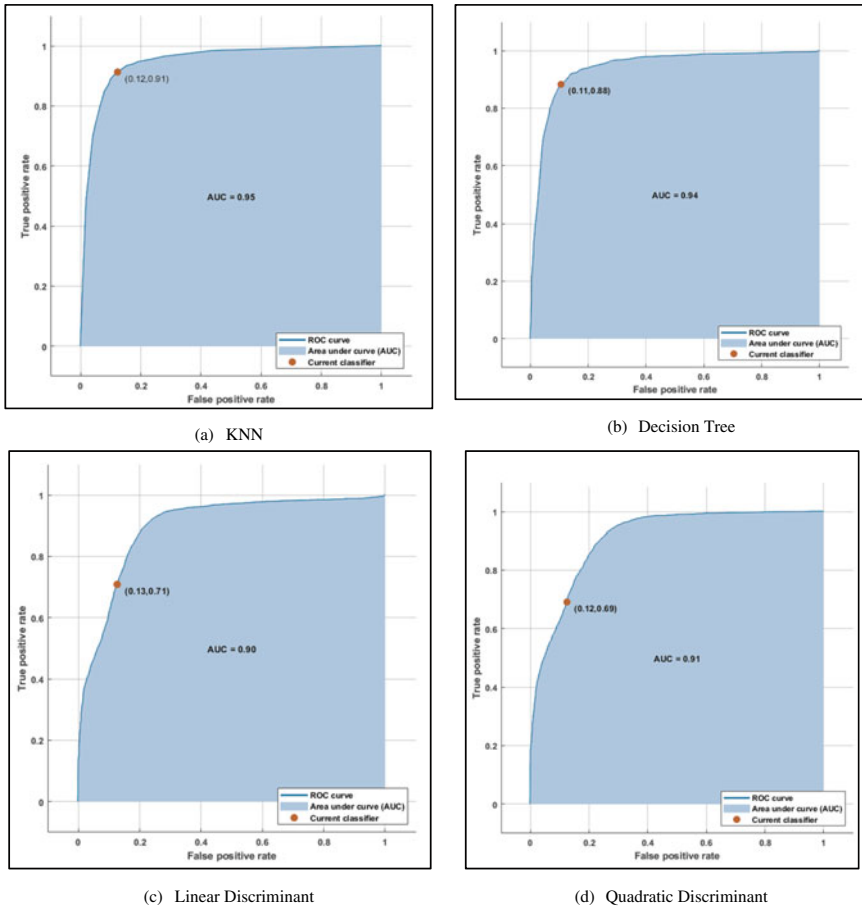 1
0.8
0.6
0.4
0.2
0
True positive rate
(0.12,0.91)
AUC = 0.95
ROC curve
Area under curve (AUC)
Current classifier
0 0.2 0.4 0.6 0.8 1
False positive rate
(a) KNN
1
0.8
0.6
0.4
0.2
0
True positive rate
(0.11,0.88)
AUC = 0.94
ROC curve
Area under curve (AUC)
Current classifier
0 0.2 0.4 0.6 0.8 1
False positive rate
(b) Decision Tree
1
0.8
0.6
0.4
0.2
0
True positive rate
(0.13,0.71)
AUC = 0.90
ROC curve
Area under curve (AUC)
Current classifier
0 0.2 0.4 0.6 0.8 1
False positive rate
(c) Linear Discriminant
1
0.8
0.6
0.4
0.2
0
True positive rate
(0.12,0.69)
AUC = 0.91
ROC curve
Area under curve (AUC)
Current classifier
0 0.2 0.4 0.6 0.8 1
False positive rate
(d) Quadratic Discriminant